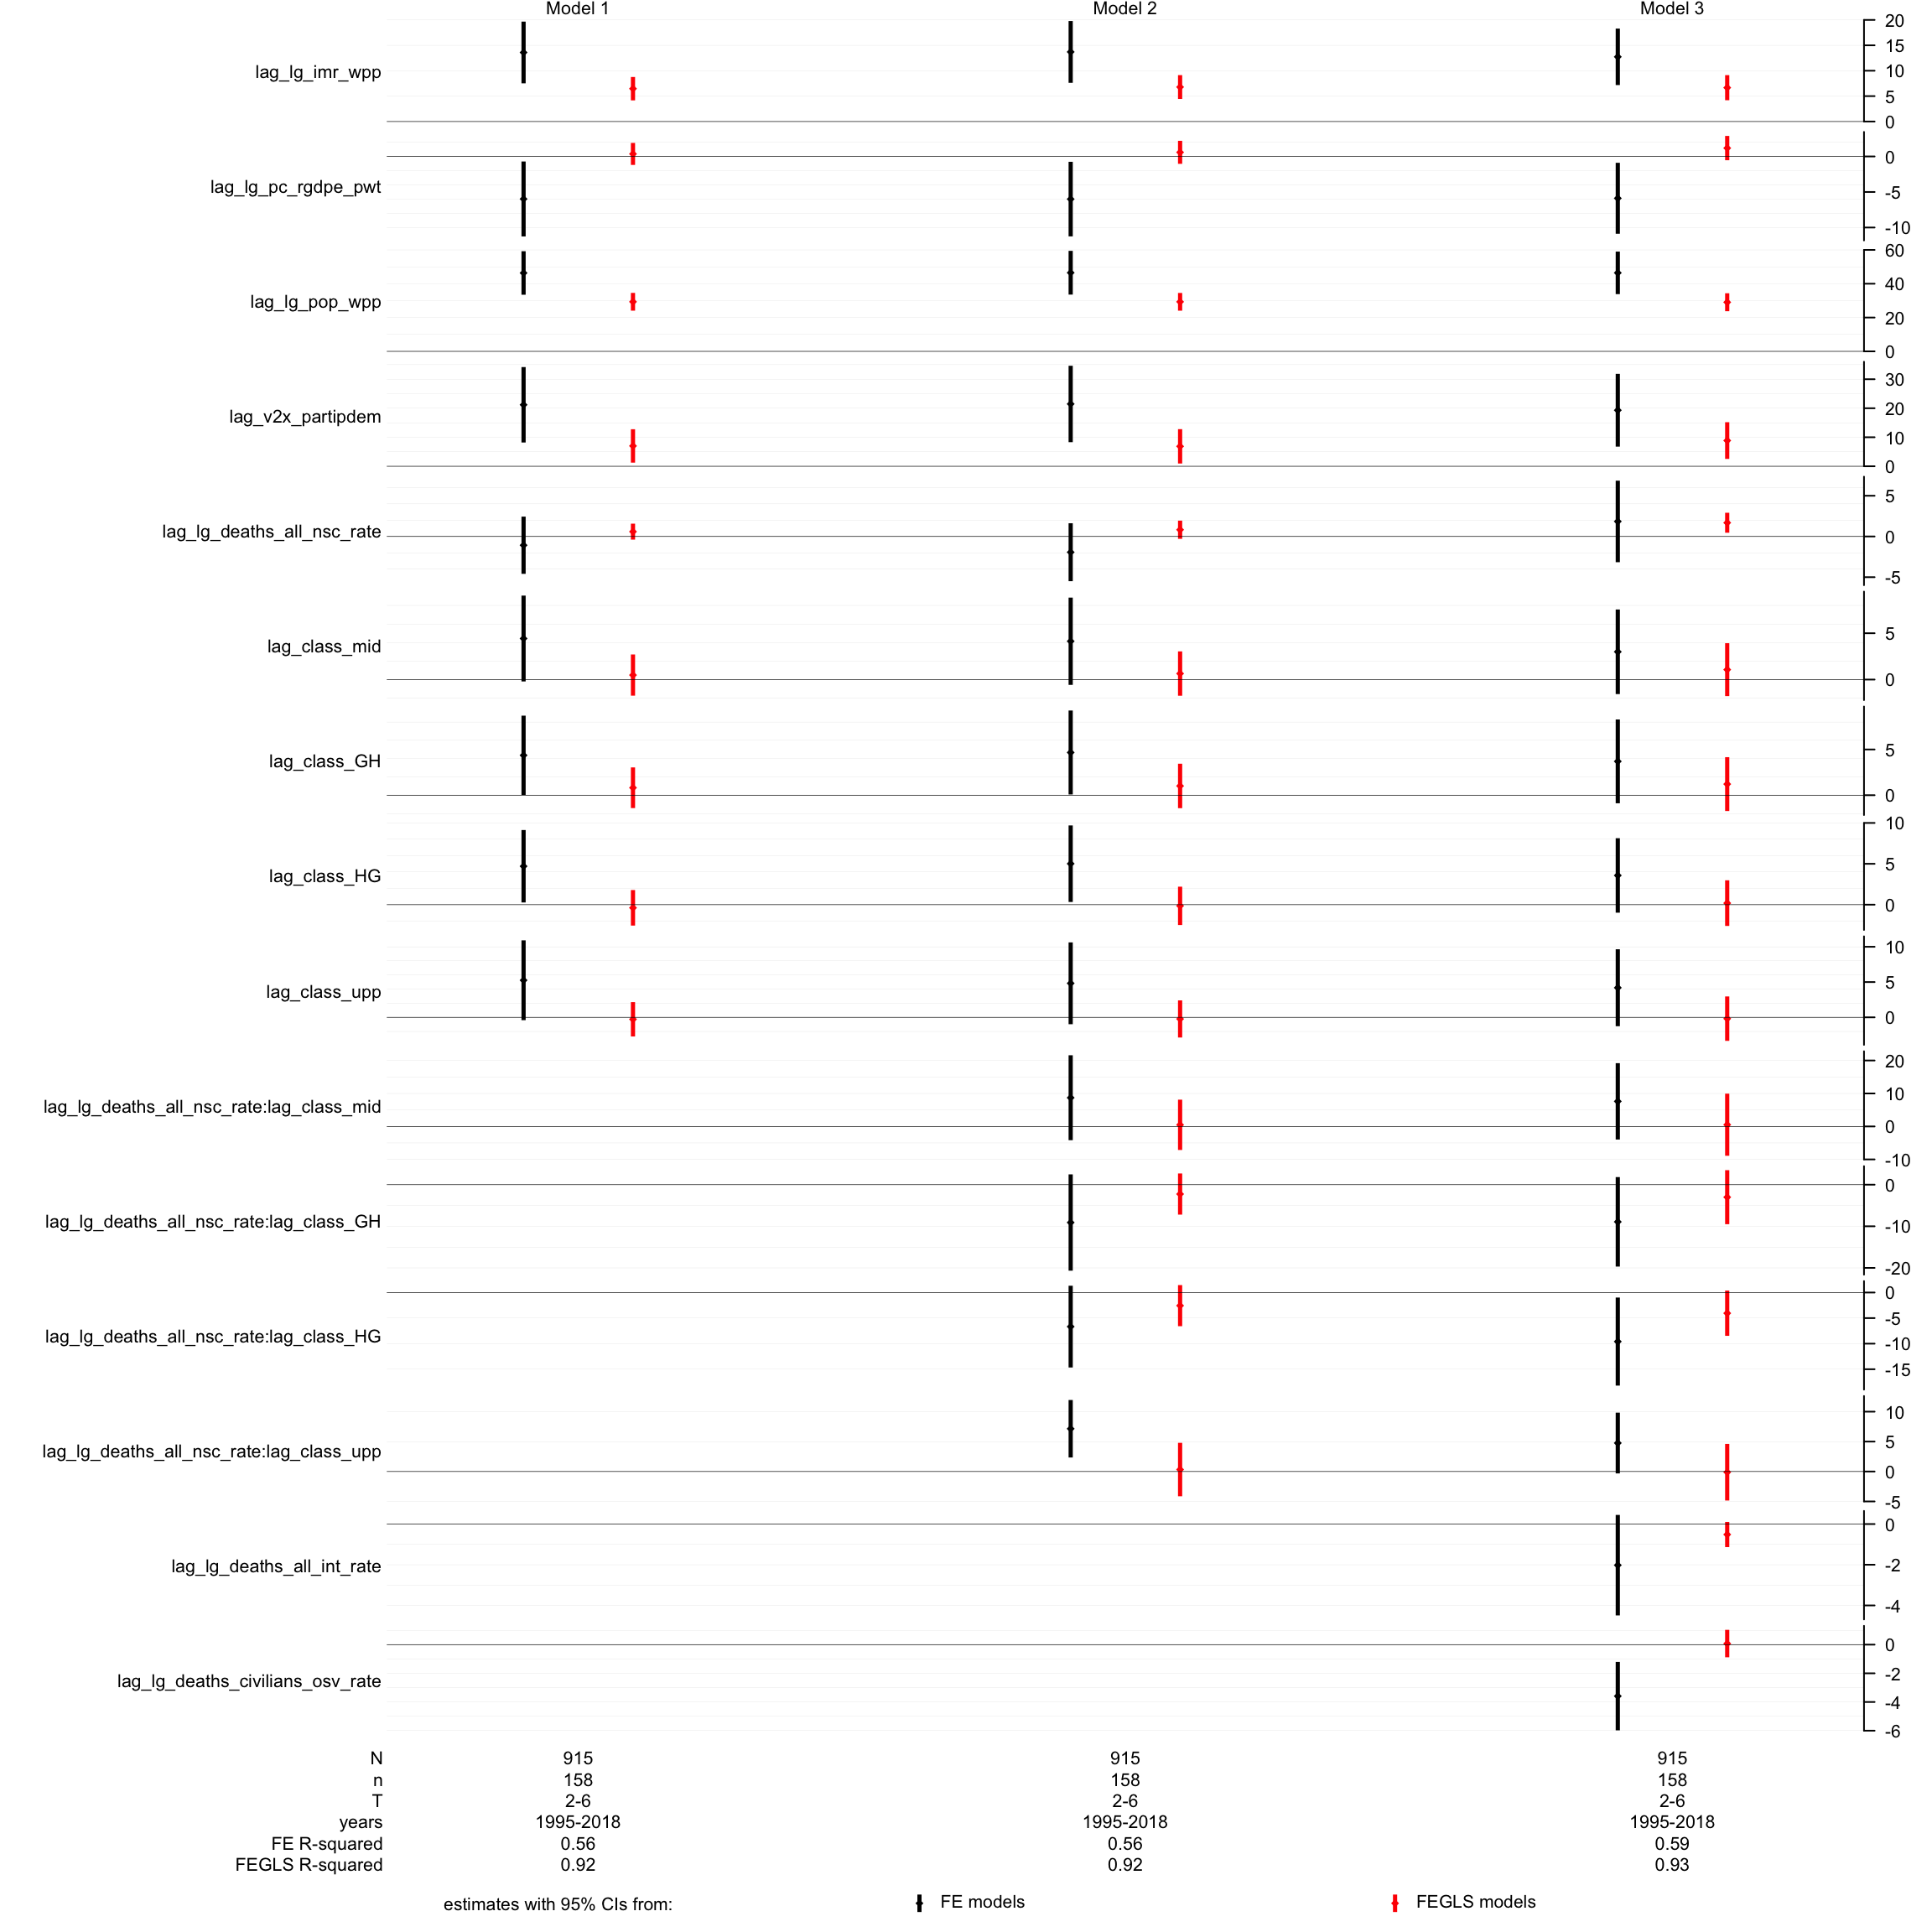 Model 1 Model 2 Model 3
lag_lg_imr_wpp
20
15
10
5
0
lag_lg_pc_rgdpe_pwt
0
-5
-10
lag_lg_pop_wpp
60
40
20
0
lag_v2x_partipdem
30
20
10
0
lag_lg_deaths_all_nsc_rate
5
0
-5
lag_class_mid
5
0
lag_class_GH
5
0
lag_class_HG
10
5
0
lag_class_upp
10
5
0
lag_lg_deaths_all_nsc_rate:lag_class_mid
20
10
0
-10
lag_lg_deaths_all_nsc_rate:lag_class_GH
0
-10
-20
lag_lg_deaths_all_nsc_rate:lag_class_HG
0
-5
-10
-15
lag_lg_deaths_all_nsc_rate:lag_class_upp
10
5
0
-5
lag_lg_deaths_all_int_rate
0
-2
-4
lag_lg_deaths_civilians_osv_rate
0
-2
-4
-6
N 915 915 915
n 158 158 158
T 2-6 2-6 2-6
years 1995-2018 1995-2018 1995-2018
FE R-squared 0.56 0.56 0.59
FEGLS R-squared 0.92 0.92 0.93
estimates with 95% CIs from: FE models FEGLS models